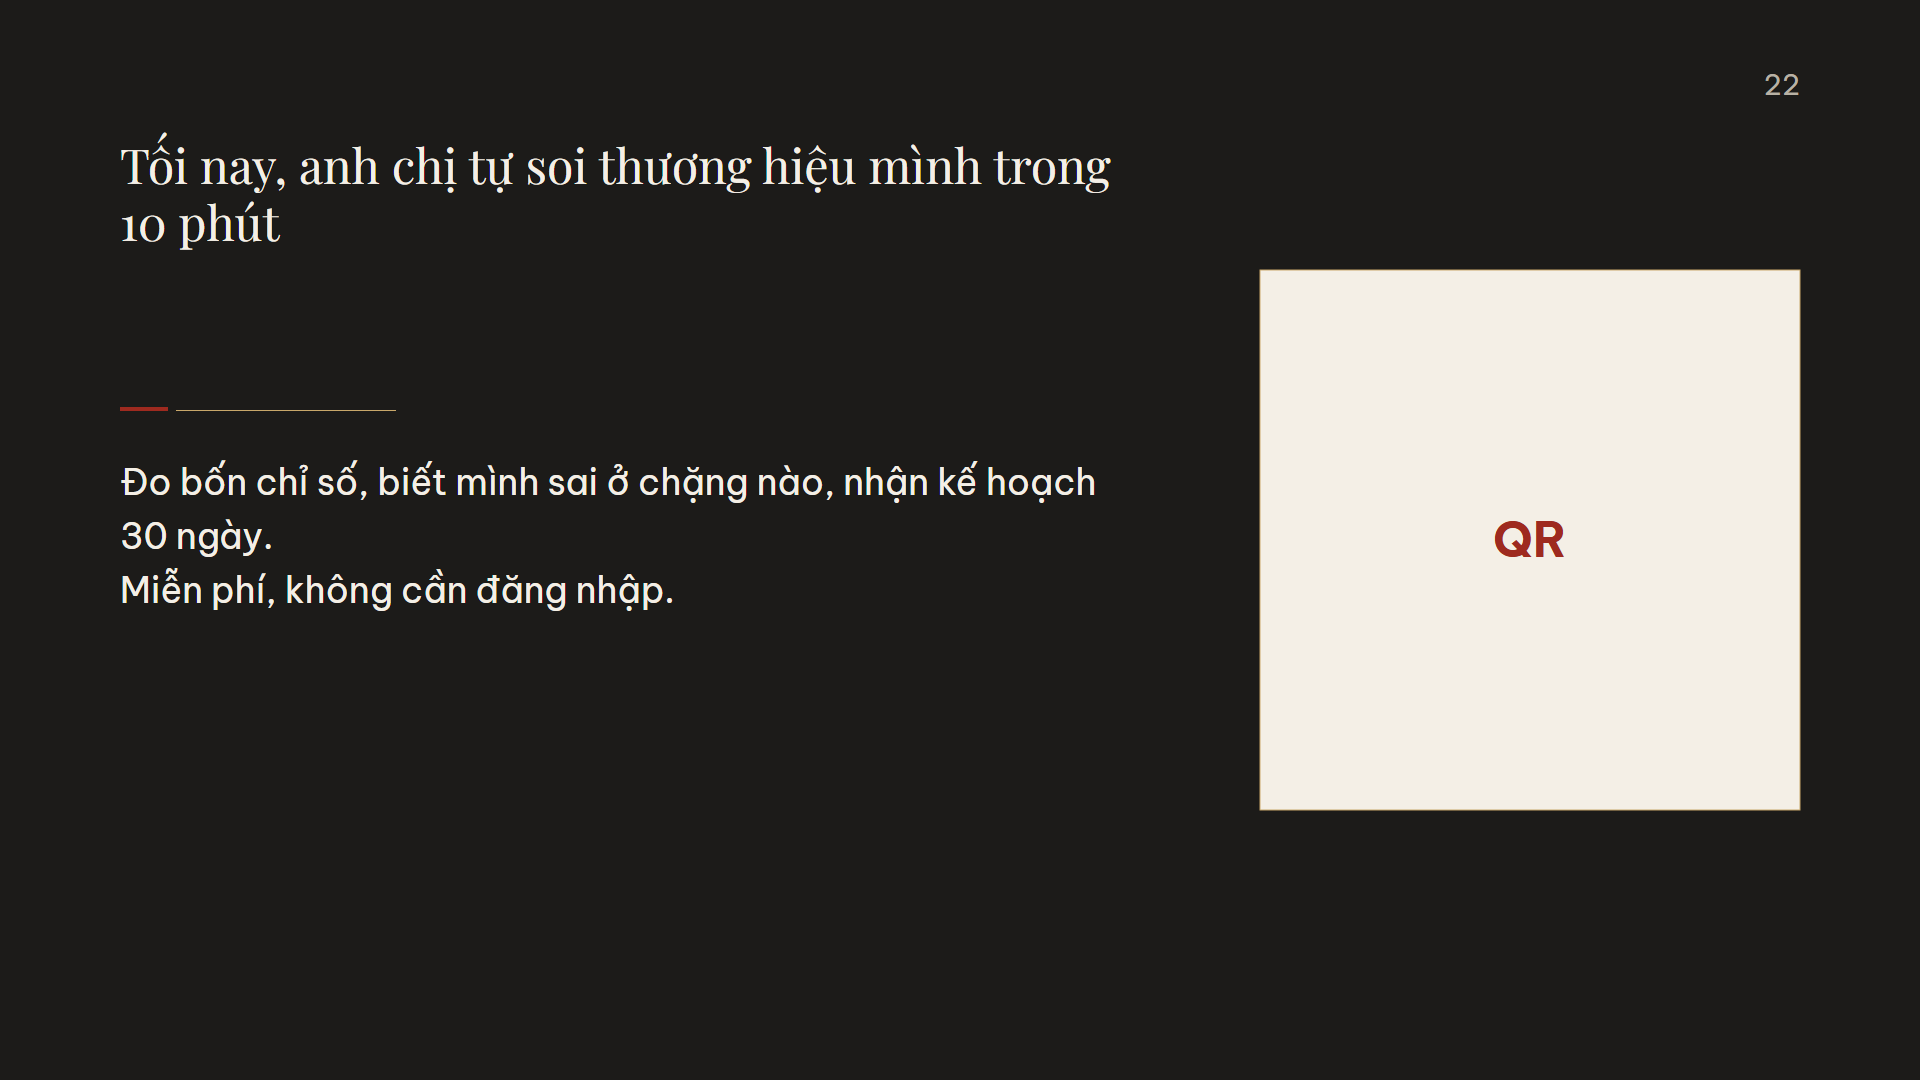 22
Tối nay, anh chị tự soi thương hiệu mình trong
10 phút
Đo bốn chỉ số, biết mình sai ở chặng nào, nhận kế hoạch
30 ngày.
Miễn phí, không cần đăng nhập.
QR